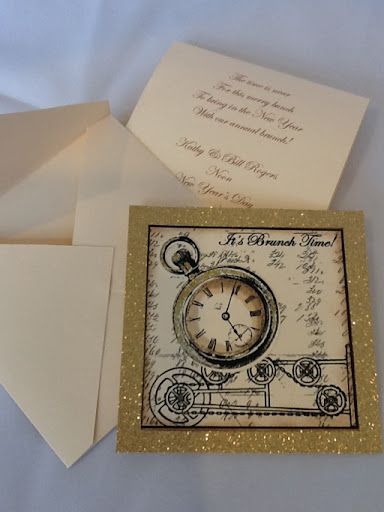 The time is near
For this merry bunch
To bring in the New Year
With our annual brunch!
Kathy & Bill Rogers
Noon
New Year's Day
It's Brunch Time!